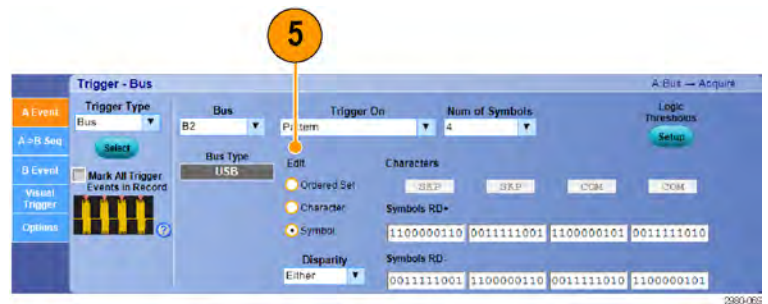 5
Trigger - Bus
A:Bus → Acquire
A Event
A->B Seq
B Event
Visual
Trigger
Options
Trigger Type
Bus
Select
Mark All Trigger
Events in Record
Bus
B2
Bus Type
USB
Trigger On
Pattern
Num of Symbols
4
Logic
Thresholds
Setup
Edit
Ordered Set
Character
Symbol
Disparity
Either
Characters
SKP SKP COM COM
Symbols RD+
1100000110 0011111001 1100000101 0011111010
Symbols RD-
0011111001 1100000110 0011111010 1100000101
2980-069